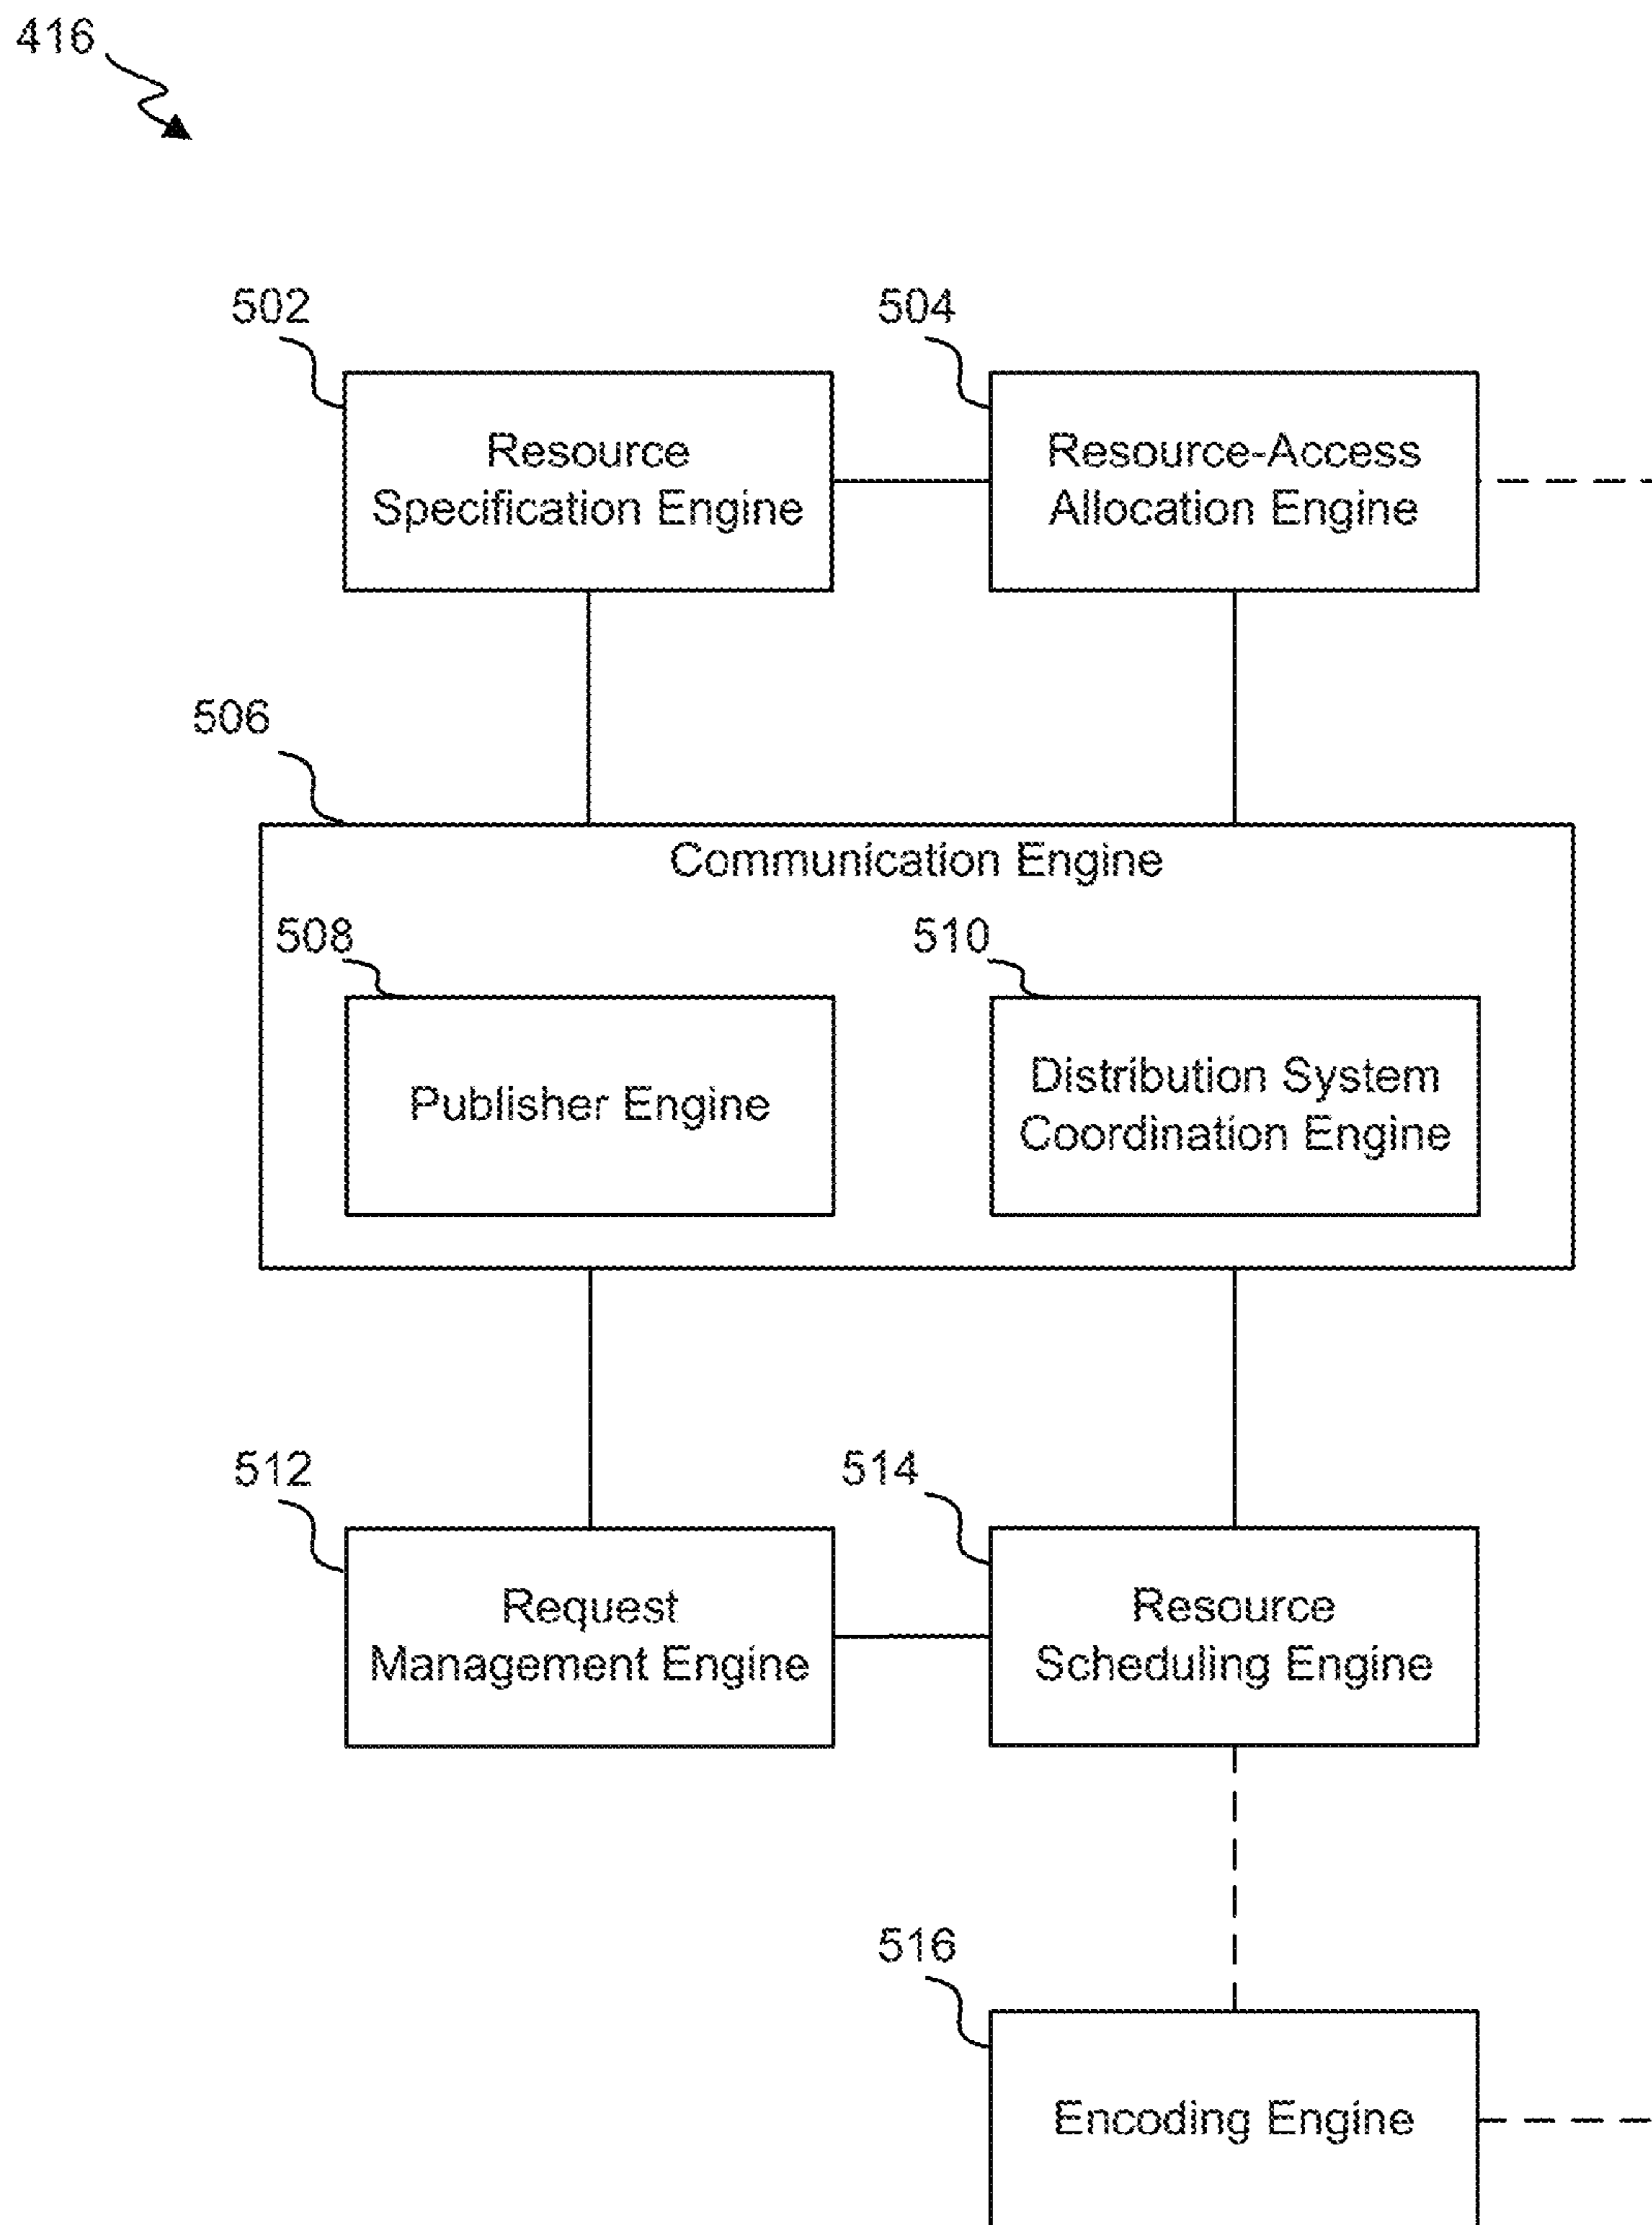 416
502
504
Resource
Specification Engine
Resource-Access
Allocation Engine
506
Communication Engine
508
510
Publisher Engine
Distribution System
Coordination Engine
512
514
Request
Management Engine
Resource
Scheduling Engine
516
Encoding Engine